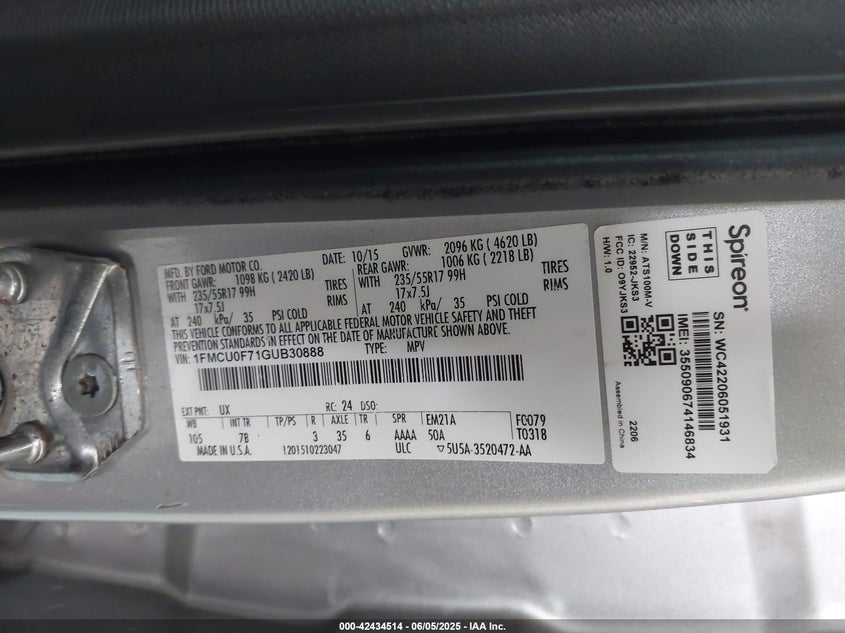 MFD. BY FORD MOTOR CO.
DATE: 10/15 GVWR: 2096 KG ( 4620 LB)
FRONT GAWR: 1098 KG ( 2420 LB)
REAR GAWR: 1006 KG ( 2218 LB)
WITH 235/55R17 99H TIRES
WITH 235/55R17 99H TIRES
17x7.5J RIMS
17x7.5J RIMS
AT 240 kPa/ 35 PSI COLD
AT 240 kPa/ 35 PSI COLD
THIS VEHICLE CONFORMS TO ALL APPLICABLE FEDERAL MOTOR VEHICLE SAFETY AND THEFT
PREVENTION STANDARDS IN EFFECT ON THE DATE OF MANUFACTURE SHOWN ABOVE.
VIN: 1FMCU0F71GUB30888 TYPE: MPV
EXT PNT: UX RC: 24 DSO:
WB INT TR TP/PS R AXLE TR SPR EM21A FC079
105 7B 3 35 6 AAAA 50A T0318
MADE IN U.S.A. 1201510223047 ULC ▽5U5A-3520472-AA
Spireon®
THIS
SIDE
DOWN
M/N: ATS100M-V
IC: 22952-JKS3
FCC ID: O9YJKS3
H/W: 1.0
SN: WC42206051931
IMEI: 355090674146834
2206
Assembled in China
000-42434514 - 06/05/2025 - IAA Inc.